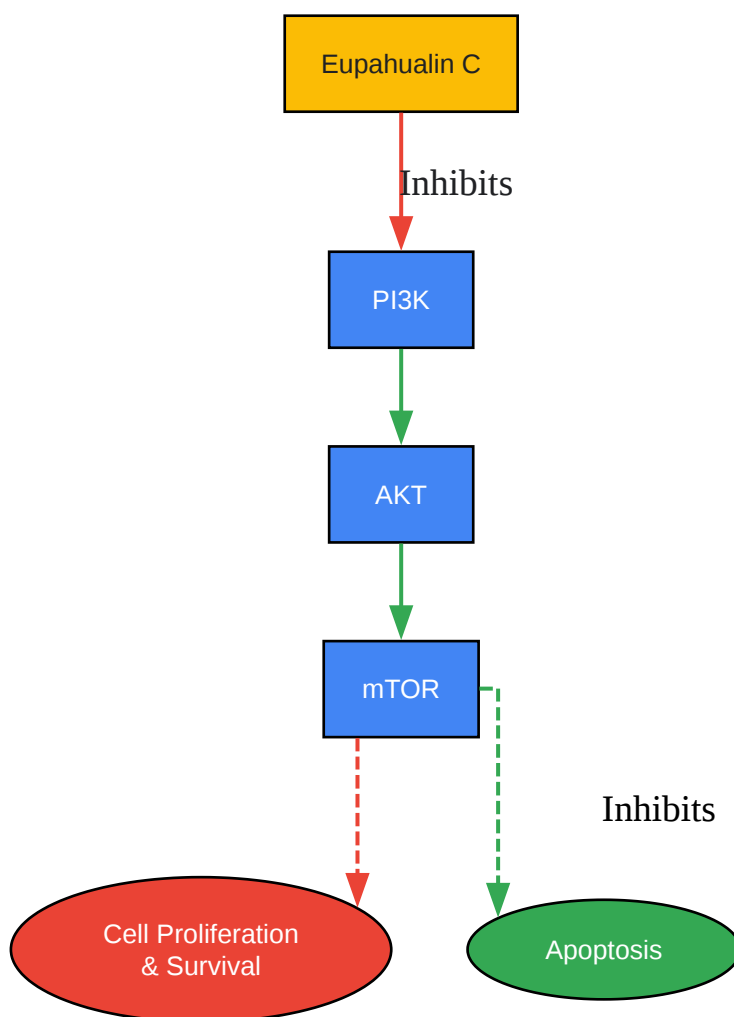 Eupahualin C
Inhibits
PI3K
AKT
mTOR
Inhibits
Cell Proliferation
& Survival
Apoptosis